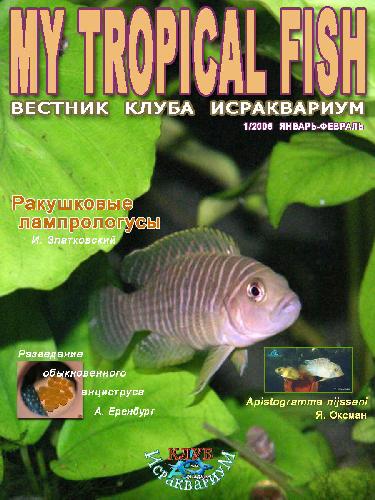 MY TROPICAL FISH
ВЕСТНИК КЛУБА ИСРАКВАРИУМ
1/2006 ЯНВАРЬ-ФЕВРАЛЬ
Ракушковые
лампрологусы
И. Златковский
Разведение
обыкновенного
анциструса
А. Еренбург
Apistogramma nijsseni
Я. Оксман
КЛУБ
ИсраквариуМ